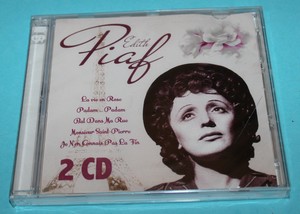 Edith
Piaf
La vie en Rose
Padam... Padam
Bal Dans Ma Rue
Monsieur Saint-Pierre
Je N'en Connais Pas La Fin
2 CD